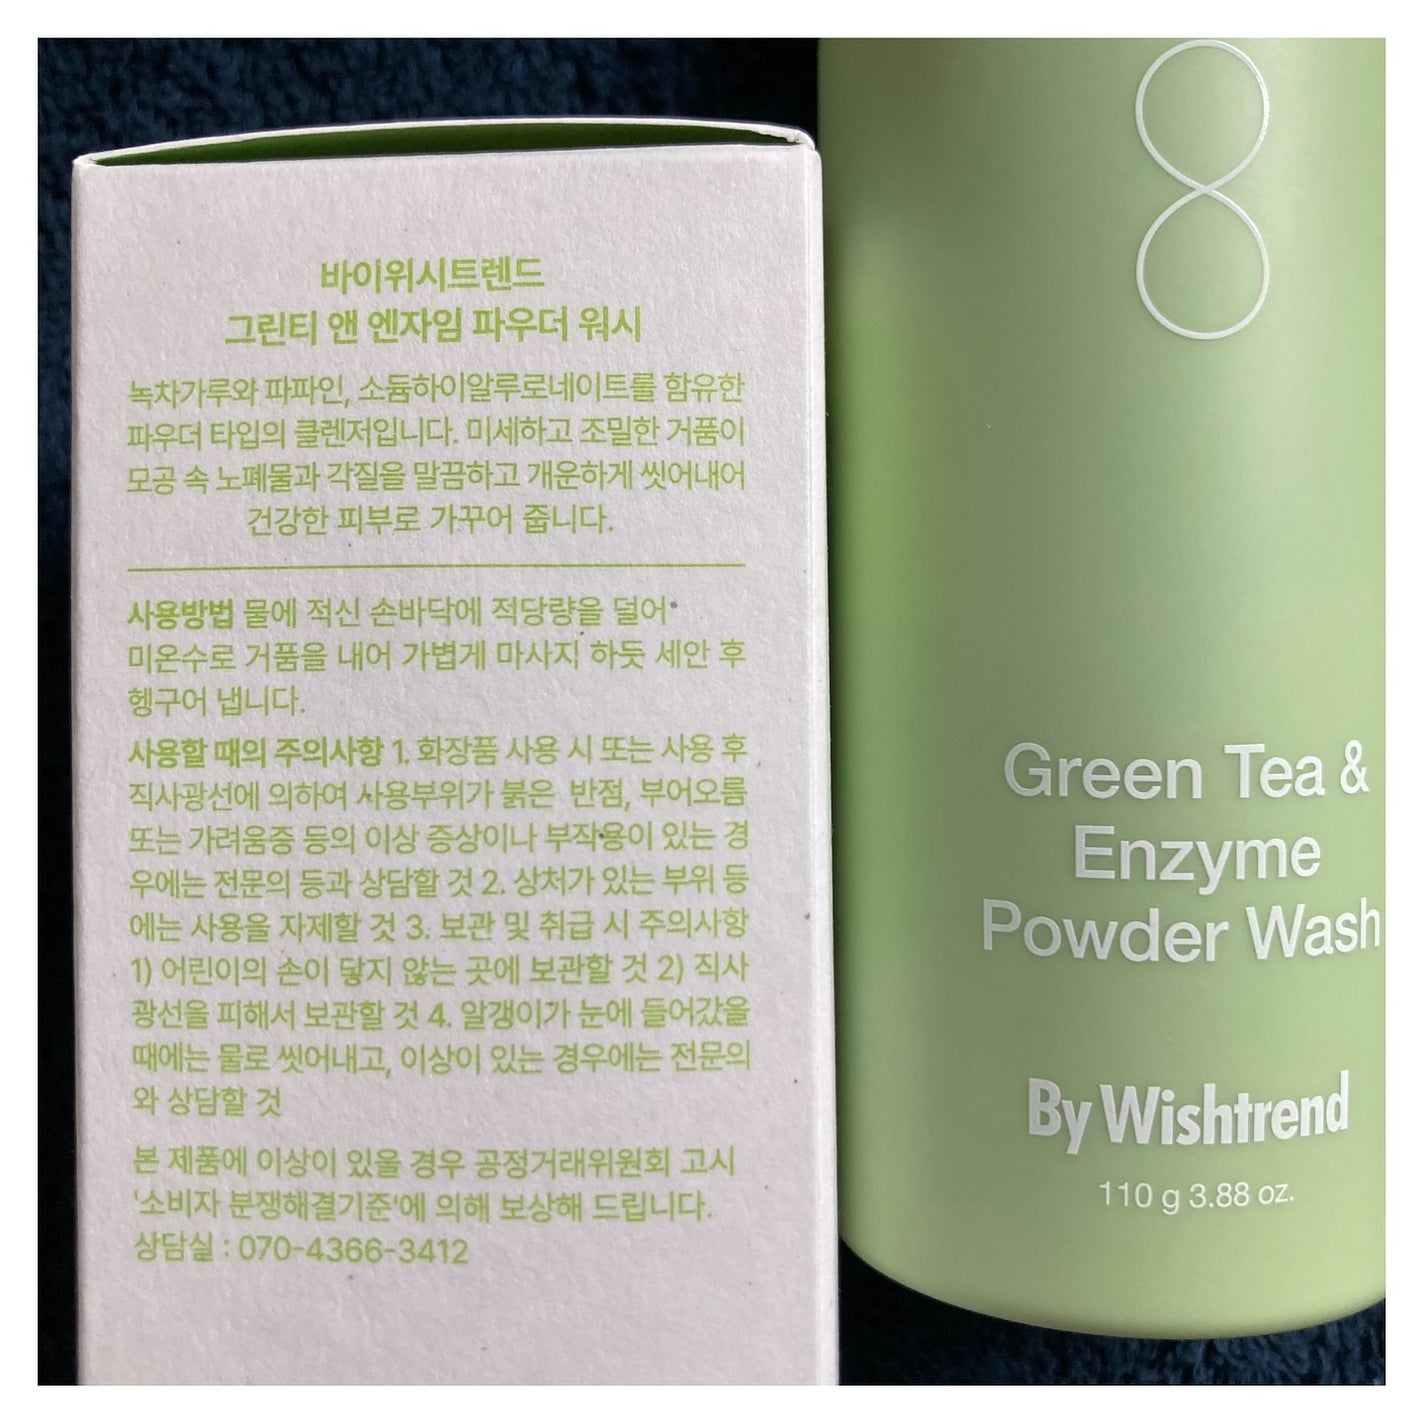 바이위시트렌드
그린티 앤 엔자임 파우더 워시
녹차가루와 파파인, 소듐하이알루로네이트를 함유한
파우더 타입의 클렌저입니다. 미세하고 조밀한 거품이
모공 속 노폐물과 각질을 말끔하고 개운하게 씻어내어
건강한 피부로 가꾸어 줍니다.
사용방법 물에 적신 손바닥에 적당량을 덜어
미온수로 거품을 내어 가볍게 마사지 하듯 세안 후
헹구어 냅니다.
사용할 때의 주의사항 1. 화장품 사용 시 또는 사용 후
직사광선에 의하여 사용부위가 붉은 반점, 부어오름
또는 가려움증 등의 이상 증상이나 부작용이 있는 경
우에는 전문의 등과 상담할 것 2. 상처가 있는 부위 등
에는 사용을 자제할 것 3. 보관 및 취급 시 주의사항
1) 어린이의 손이 닿지 않는 곳에 보관할 것 2) 직사
광선을 피해서 보관할 것 4. 알갱이가 눈에 들어갔을
때에는 물로 씻어내고, 이상이 있는 경우에는 전문의
와 상담할 것
본 제품에 이상이 있을 경우 공정거래위원회 고시
'소비자 분쟁해결기준'에 의해 보상해 드립니다.
상담실 : 070-4366-3412
8
Green Tea &
Enzyme
Powder Wash
By Wishtrend
110 g 3.88 oz.